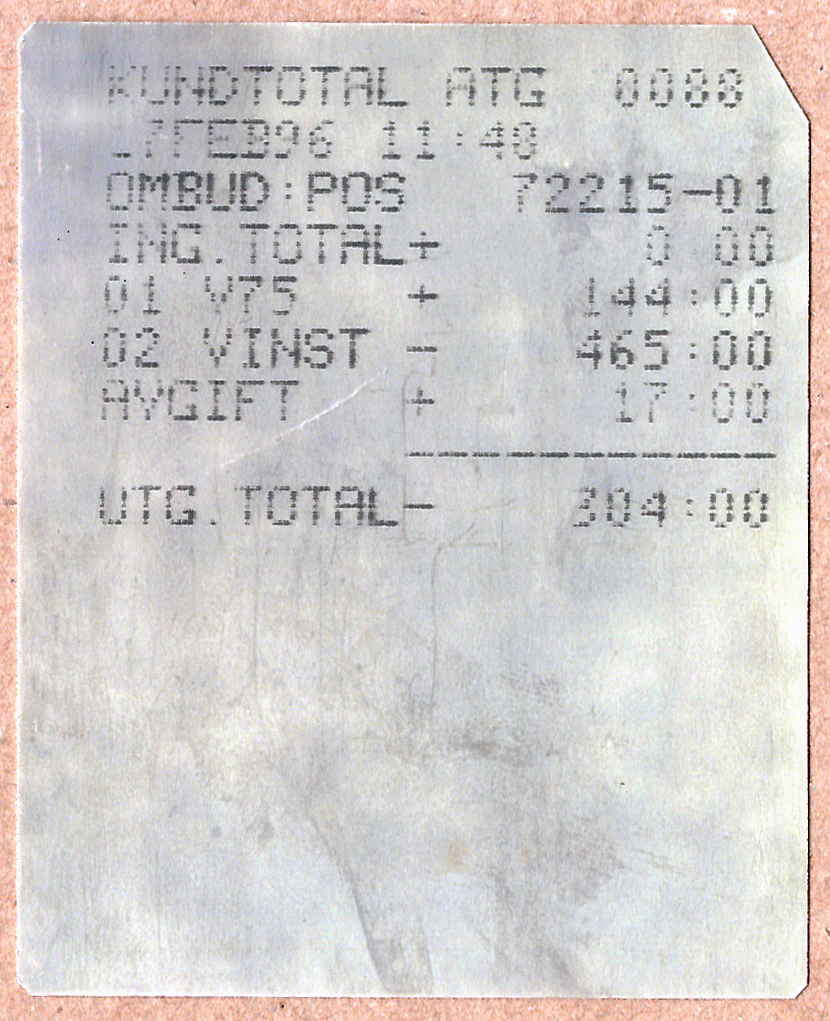 KUNDTOTAL ATG 0088
17FEB96 11:48
OMBUD:POS 72215-01
ING.TOTAL+ 0 00
01 V75 + 144:00
02 VINST - 465:00
AVGIFT + 17:00
UTG.TOTAL- 304:00